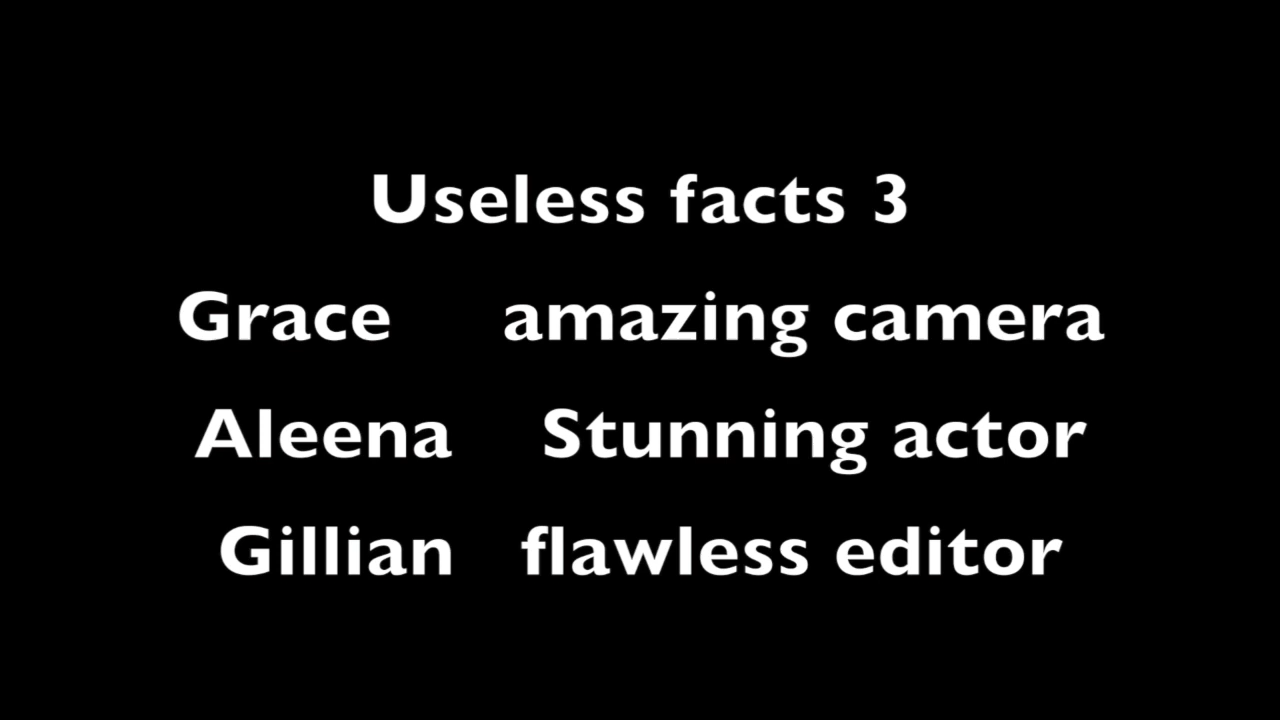 Useless facts 3
Grace amazing camera
Aleena Stunning actor
Gillian flawless editor